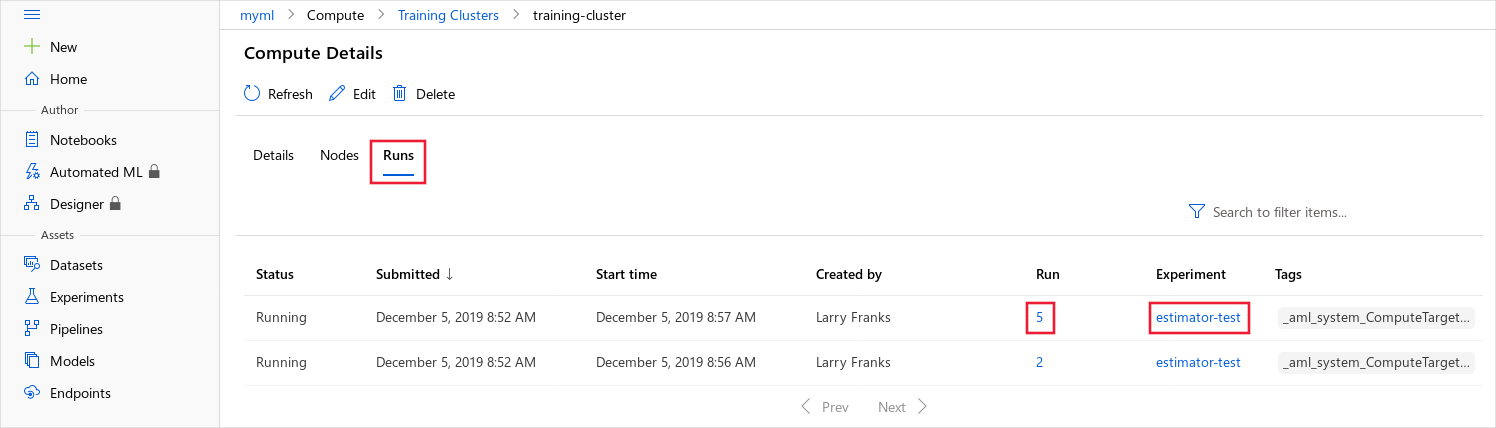 myml > Compute > Training Clusters > training-cluster
New
Home
Author
Notebooks
Automated ML
Designer
Assets
Datasets
Experiments
Pipelines
Models
Endpoints
Compute Details
Refresh Edit Delete
Details Nodes Runs
Search to filter items...
Status Submitted ↓ Start time Created by Run Experiment Tags
Running December 5, 2019 8:52 AM December 5, 2019 8:57 AM Larry Franks 5 estimator-test _aml_system_ComputeTarget...
Running December 5, 2019 8:52 AM December 5, 2019 8:56 AM Larry Franks 2 estimator-test _aml_system_ComputeTarget...
< Prev Next >